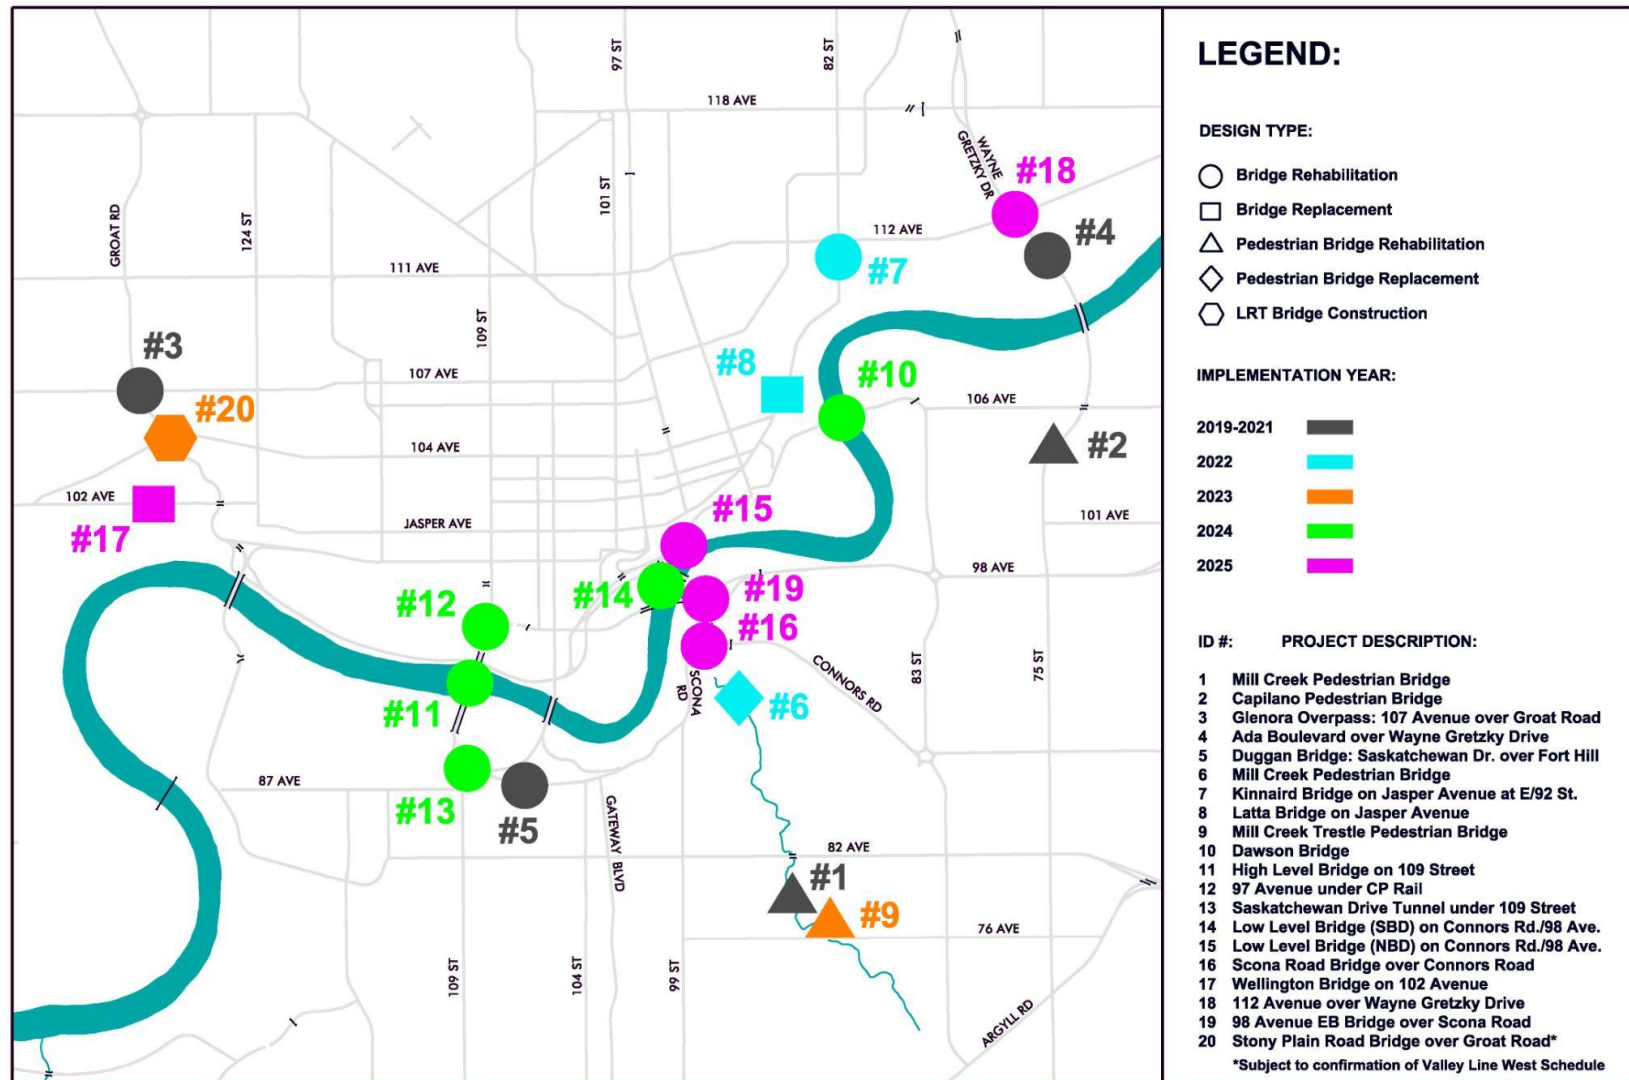 97 ST
82 ST
118 AVE
WAYNE
GRETZKY DR
#18
101 ST
GROAT RD
124 ST
112 AVE
#4
111 AVE
#7
109 ST
#3
107 AVE
#8
#10
#20
106 AVE
104 AVE
#2
102 AVE
#17
JASPER AVE
#15
101 AVE
98 AVE
#14
#19
#12
#16
CONNORS RD
83 ST
75 ST
SCONA
RD
#6
#11
87 AVE
#13
#5
GATEWAY BLVD
82 AVE
#1
#9
76 AVE
109 ST
104 ST
99 ST
ARGYLL RD
LEGEND:
DESIGN TYPE:
Bridge Rehabilitation
Bridge Replacement
Pedestrian Bridge Rehabilitation
Pedestrian Bridge Replacement
LRT Bridge Construction
IMPLEMENTATION YEAR:
2019-2021
2022
2023
2024
2025
ID #: PROJECT DESCRIPTION:
1 Mill Creek Pedestrian Bridge
2 Capilano Pedestrian Bridge
3 Glenora Overpass: 107 Avenue over Groat Road
4 Ada Boulevard over Wayne Gretzky Drive
5 Duggan Bridge: Saskatchewan Dr. over Fort Hill
6 Mill Creek Pedestrian Bridge
7 Kinnaird Bridge on Jasper Avenue at E/92 St.
8 Latta Bridge on Jasper Avenue
9 Mill Creek Trestle Pedestrian Bridge
10 Dawson Bridge
11 High Level Bridge on 109 Street
12 97 Avenue under CP Rail
13 Saskatchewan Drive Tunnel under 109 Street
14 Low Level Bridge (SBD) on Connors Rd./98 Ave.
15 Low Level Bridge (NBD) on Connors Rd./98 Ave.
16 Scona Road Bridge over Connors Road
17 Wellington Bridge on 102 Avenue
18 112 Avenue over Wayne Gretzky Drive
19 98 Avenue EB Bridge over Scona Road
20 Stony Plain Road Bridge over Groat Road*
*Subject to confirmation of Valley Line West Schedule